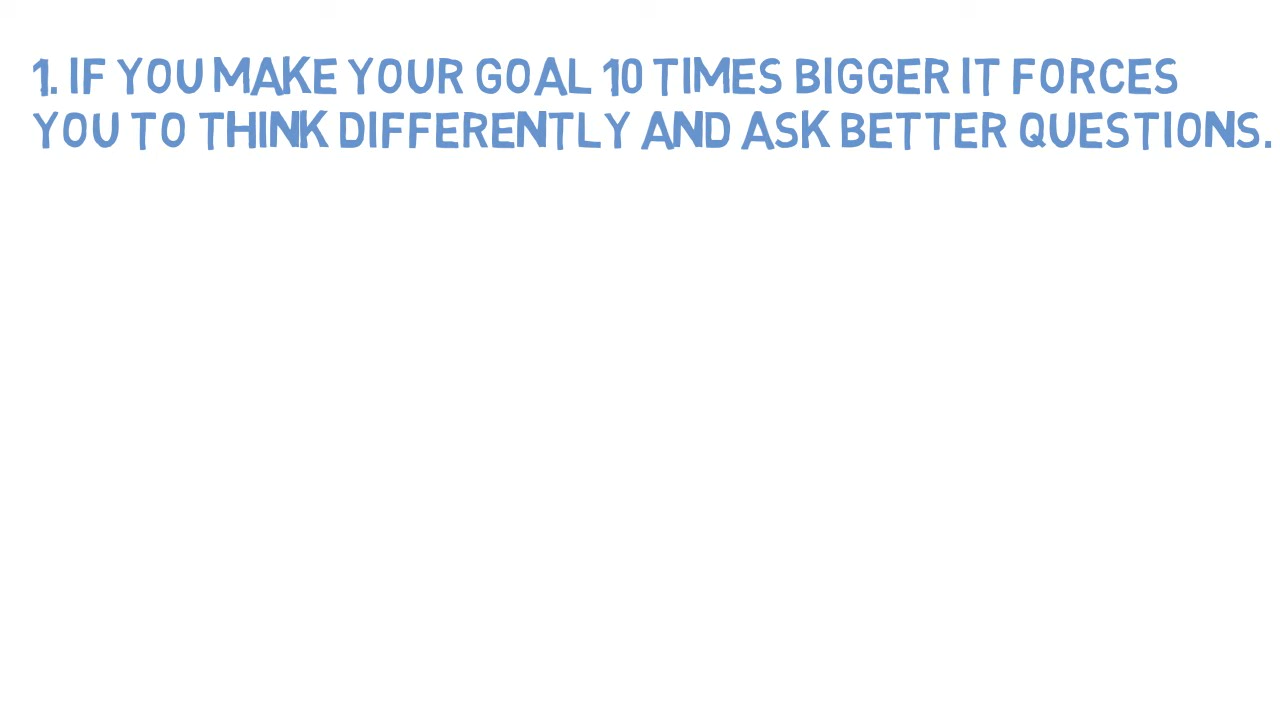 1. IF YOU MAKE YOUR GOAL 10 TIMES BIGGER IT FORCES
YOU TO THINK DIFFERENTLY AND ASK BETTER QUESTIONS.